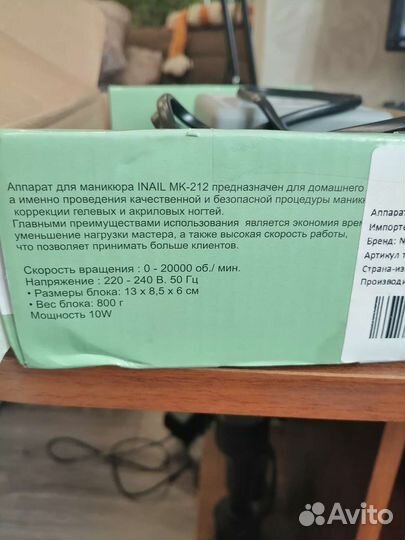 Аппарат для маникюра INAIL MK-212 предназначен для домашнего
а именно проведения качественной и безопасной процедуры маник
коррекции гелевых и акриловых ногтей.
Главными преимуществами использования является экономия врем
уменьшение нагрузки мастера, а также высокая скорость работы,
что позволяет принимать больше клиентов.
Скорость вращения : 0 - 20000 об./ мин.
Напряжение : 220 - 240 В. 50 Гц
• Размеры блока: 13 x 8,5 x 6 см
• Вес блока: 800 г
Мощность 10W
Аппарат
Импорте
Бренд: N
Артикул т
Страна-из
Производи
Avito